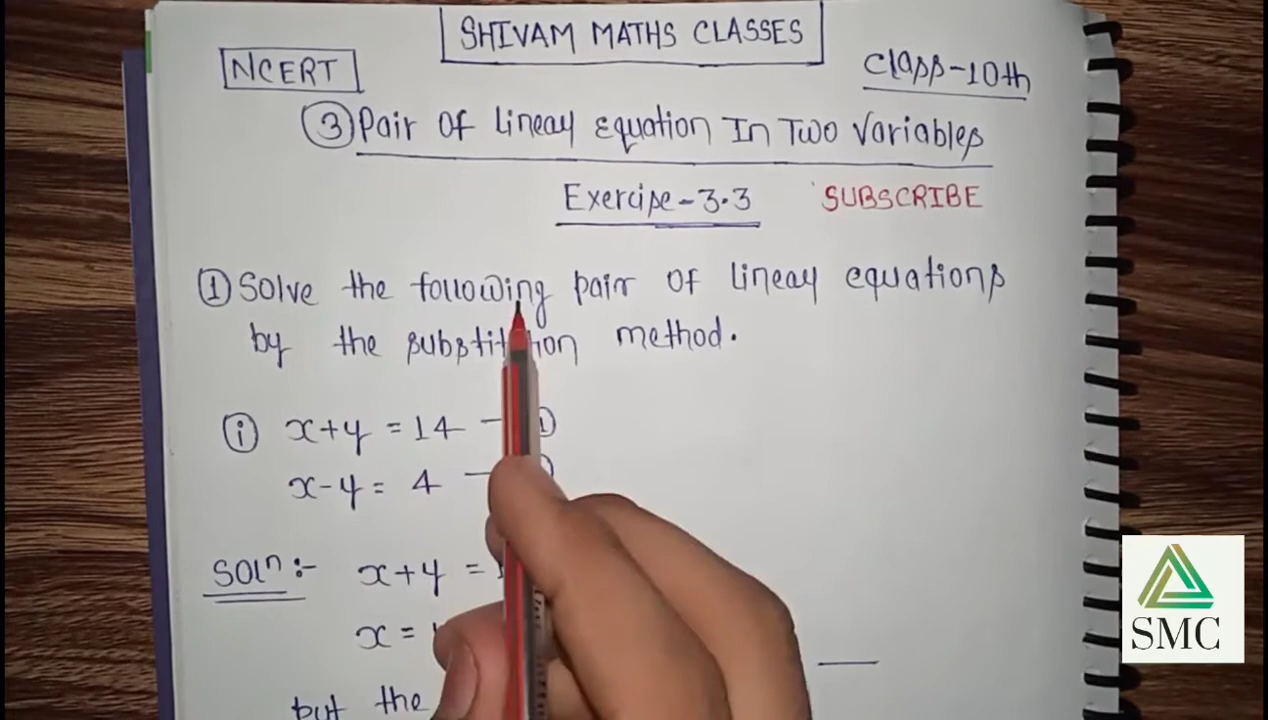 SHIVAM MATHS CLASSES
NCERT
Class-10th
③ Pair Of Linear Equation In Two Variables
Exercise-3.3
SUBSCRIBE
① Solve the following pair of linear equations
by the substitution method.
ⓘ x+y = 14 — ①
x-y = 4 —
Solⁿ:- x+y =
x =
put the
SMC